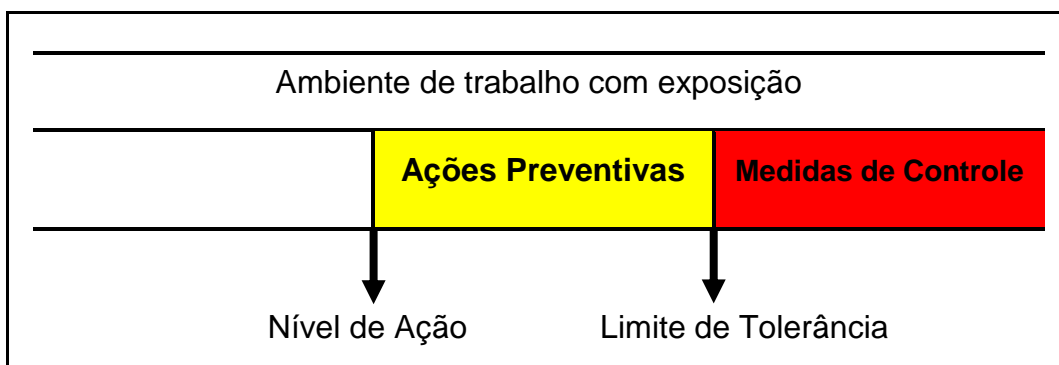 Ambiente de trabalho com exposição
Ações Preventivas Medidas de Controle
Nível de Ação Limite de Tolerância